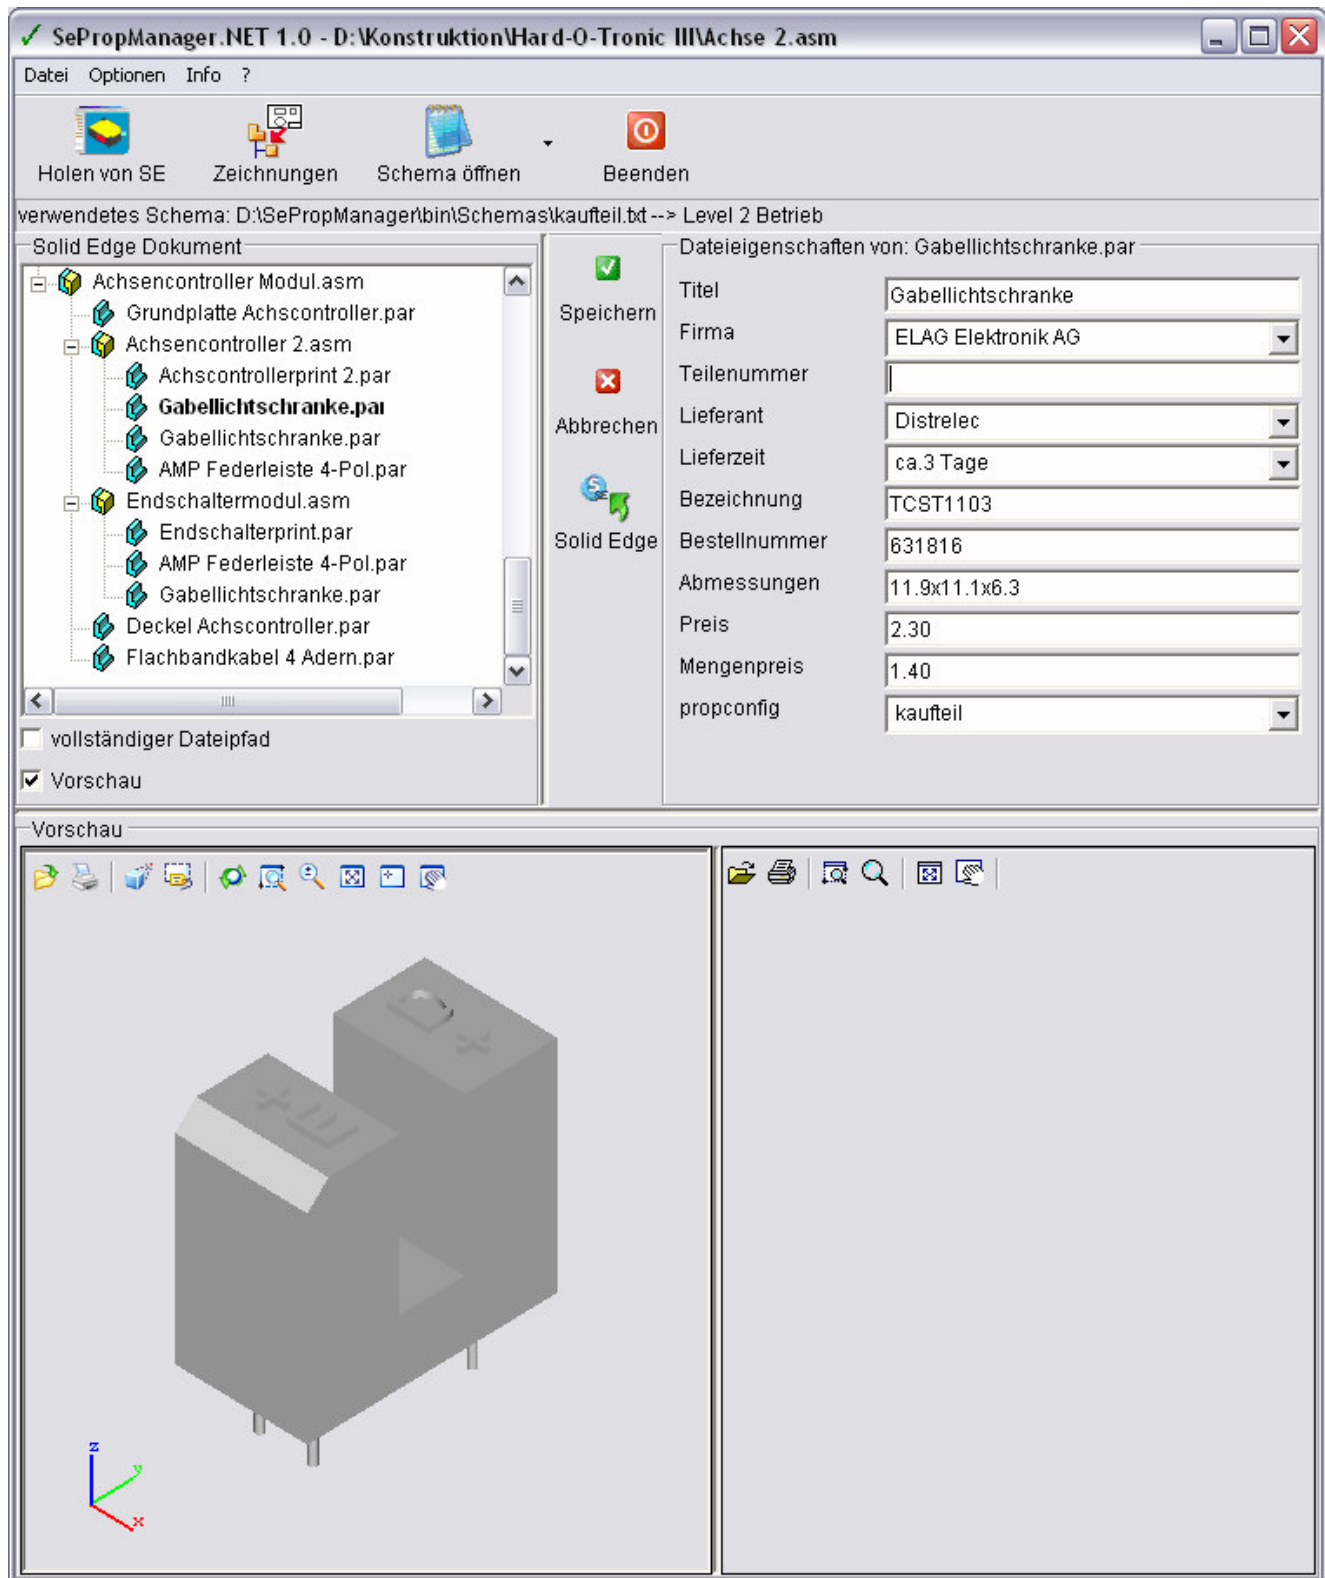 SePropManager.NET 1.0 - D:\Konstruktion\Hard-O-Tronic III\Achse 2.asm
Datei Optionen Info ?
Holen von SE Zeichnungen Schema öffnen Beenden
verwendetes Schema: D:\SePropManager\bin\Schemas\kaufteil.txt --> Level 2 Betrieb
Solid Edge Dokument
Achsencontroller Modul.asm
Grundplatte Achscontroller.par
Achsencontroller 2.asm
Achscontrollerprint 2.par
Gabellichtschranke.par
Gabellichtschranke.par
AMP Federleiste 4-Pol.par
Endschaltermodul.asm
Endschalterprint.par
AMP Federleiste 4-Pol.par
Gabellichtschranke.par
Deckel Achscontroller.par
Flachbandkabel 4 Adern.par
vollständiger Dateipfad
Vorschau
Speichern
Abbrechen
Solid Edge
Dateieigenschaften von: Gabellichtschranke.par
Titel Gabellichtschranke
Firma ELAG Elektronik AG
Teilenummer
Lieferant Distrelec
Lieferzeit ca.3 Tage
Bezeichnung TCST1103
Bestellnummer 631816
Abmessungen 11.9x11.1x6.3
Preis 2.30
Mengenpreis 1.40
propconfig kaufteil
Vorschau
D +
+ E
z
y
x